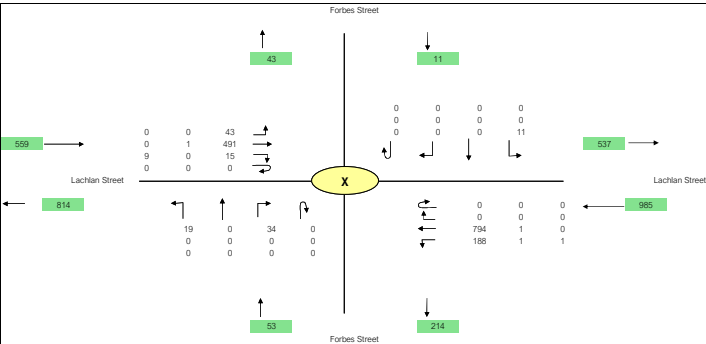 Forbes Street
43 11
0 0 0 0
0 0 43 0 0 0 0
559 0 1 491 0 0 0 11 537
9 0 15
0 0 0
Lachlan Street X Lachlan Street
814 0 0 0 985
0 0 0
19 0 34 0 794 1 0
0 0 0 0 188 1 1
0 0 0 0
53 214
Forbes Street